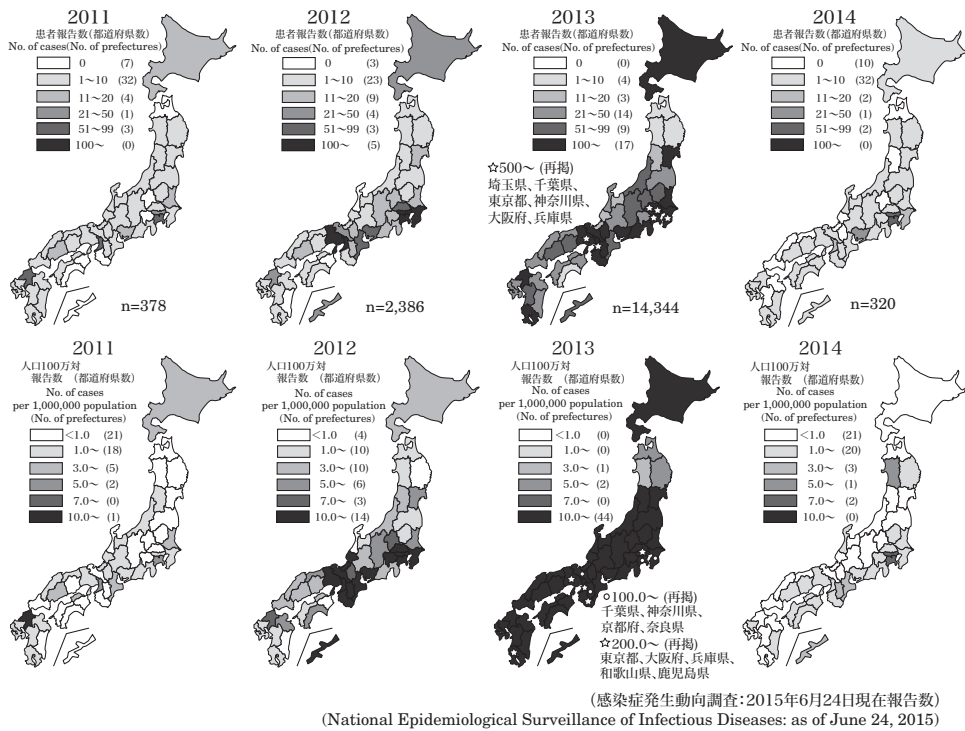 2011
患者報告数(都道府県数)
No. of cases(No. of prefectures)
0 (7)
1～10 (32)
11～20 (4)
21～50 (1)
51～99 (3)
100～ (0)
n=378
2012
患者報告数(都道府県数)
No. of cases(No. of prefectures)
0 (3)
1～10 (23)
11～20 (9)
21～50 (4)
51～99 (3)
100～ (5)
n=2,386
2013
患者報告数(都道府県数)
No. of cases(No. of prefectures)
0 (0)
1～10 (4)
11～20 (3)
21～50 (14)
51～99 (9)
100～ (17)
☆500～ (再掲)
埼玉県、千葉県、
東京都、神奈川県、
大阪府、兵庫県
n=14,344
2014
患者報告数(都道府県数)
No. of cases(No. of prefectures)
0 (10)
1～10 (32)
11～20 (2)
21～50 (1)
51～99 (2)
100～ (0)
n=320
2011
人口100万対
報告数 (都道府県数)
No. of cases
per 1,000,000 population
(No. of prefectures)
<1.0 (21)
1.0～ (18)
3.0～ (5)
5.0～ (2)
7.0～ (0)
10.0～ (1)
2012
人口100万対
報告数 (都道府県数)
No. of cases
per 1,000,000 population
(No. of prefectures)
<1.0 (4)
1.0～ (10)
3.0～ (10)
5.0～ (6)
7.0～ (3)
10.0～ (14)
2013
人口100万対
報告数 (都道府県数)
No. of cases
per 1,000,000 population
(No. of prefectures)
<1.0 (0)
1.0～ (0)
3.0～ (1)
5.0～ (2)
7.0～ (0)
10.0～ (44)
○100.0～ (再掲)
千葉県、神奈川県、
京都府、奈良県
☆200.0～ (再掲)
東京都、大阪府、兵庫県、
和歌山県、鹿児島県
2014
人口100万対
報告数 (都道府県数)
No. of cases
per 1,000,000 population
(No. of prefectures)
<1.0 (21)
1.0～ (20)
3.0～ (3)
5.0～ (1)
7.0～ (2)
10.0～ (0)
(感染症発生動向調査：2015年6月24日現在報告数)
(National Epidemiological Surveillance of Infectious Diseases: as of June 24, 2015)